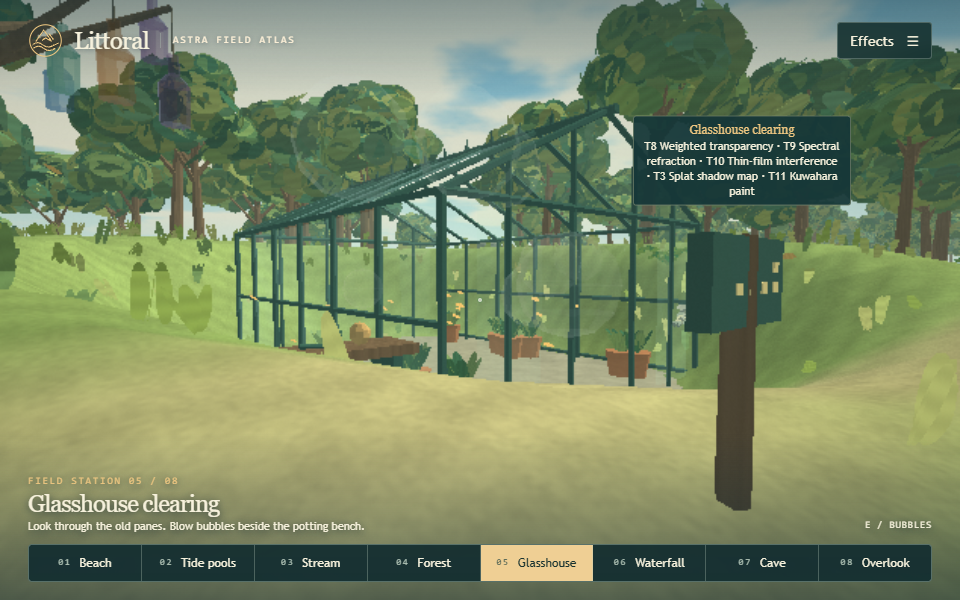 Littoral
ASTRA FIELD ATLAS
Effects ☰
Glasshouse clearing
T8 Weighted transparency · T9 Spectral
refraction · T10 Thin-film interference
· T3 Splat shadow map · T11 Kuwahara
paint
FIELD STATION 05 / 08
Glasshouse clearing
Look through the old panes. Blow bubbles beside the potting bench.
E / BUBBLES
01 Beach
02 Tide pools
03 Stream
04 Forest
05 Glasshouse
06 Waterfall
07 Cave
08 Overlook